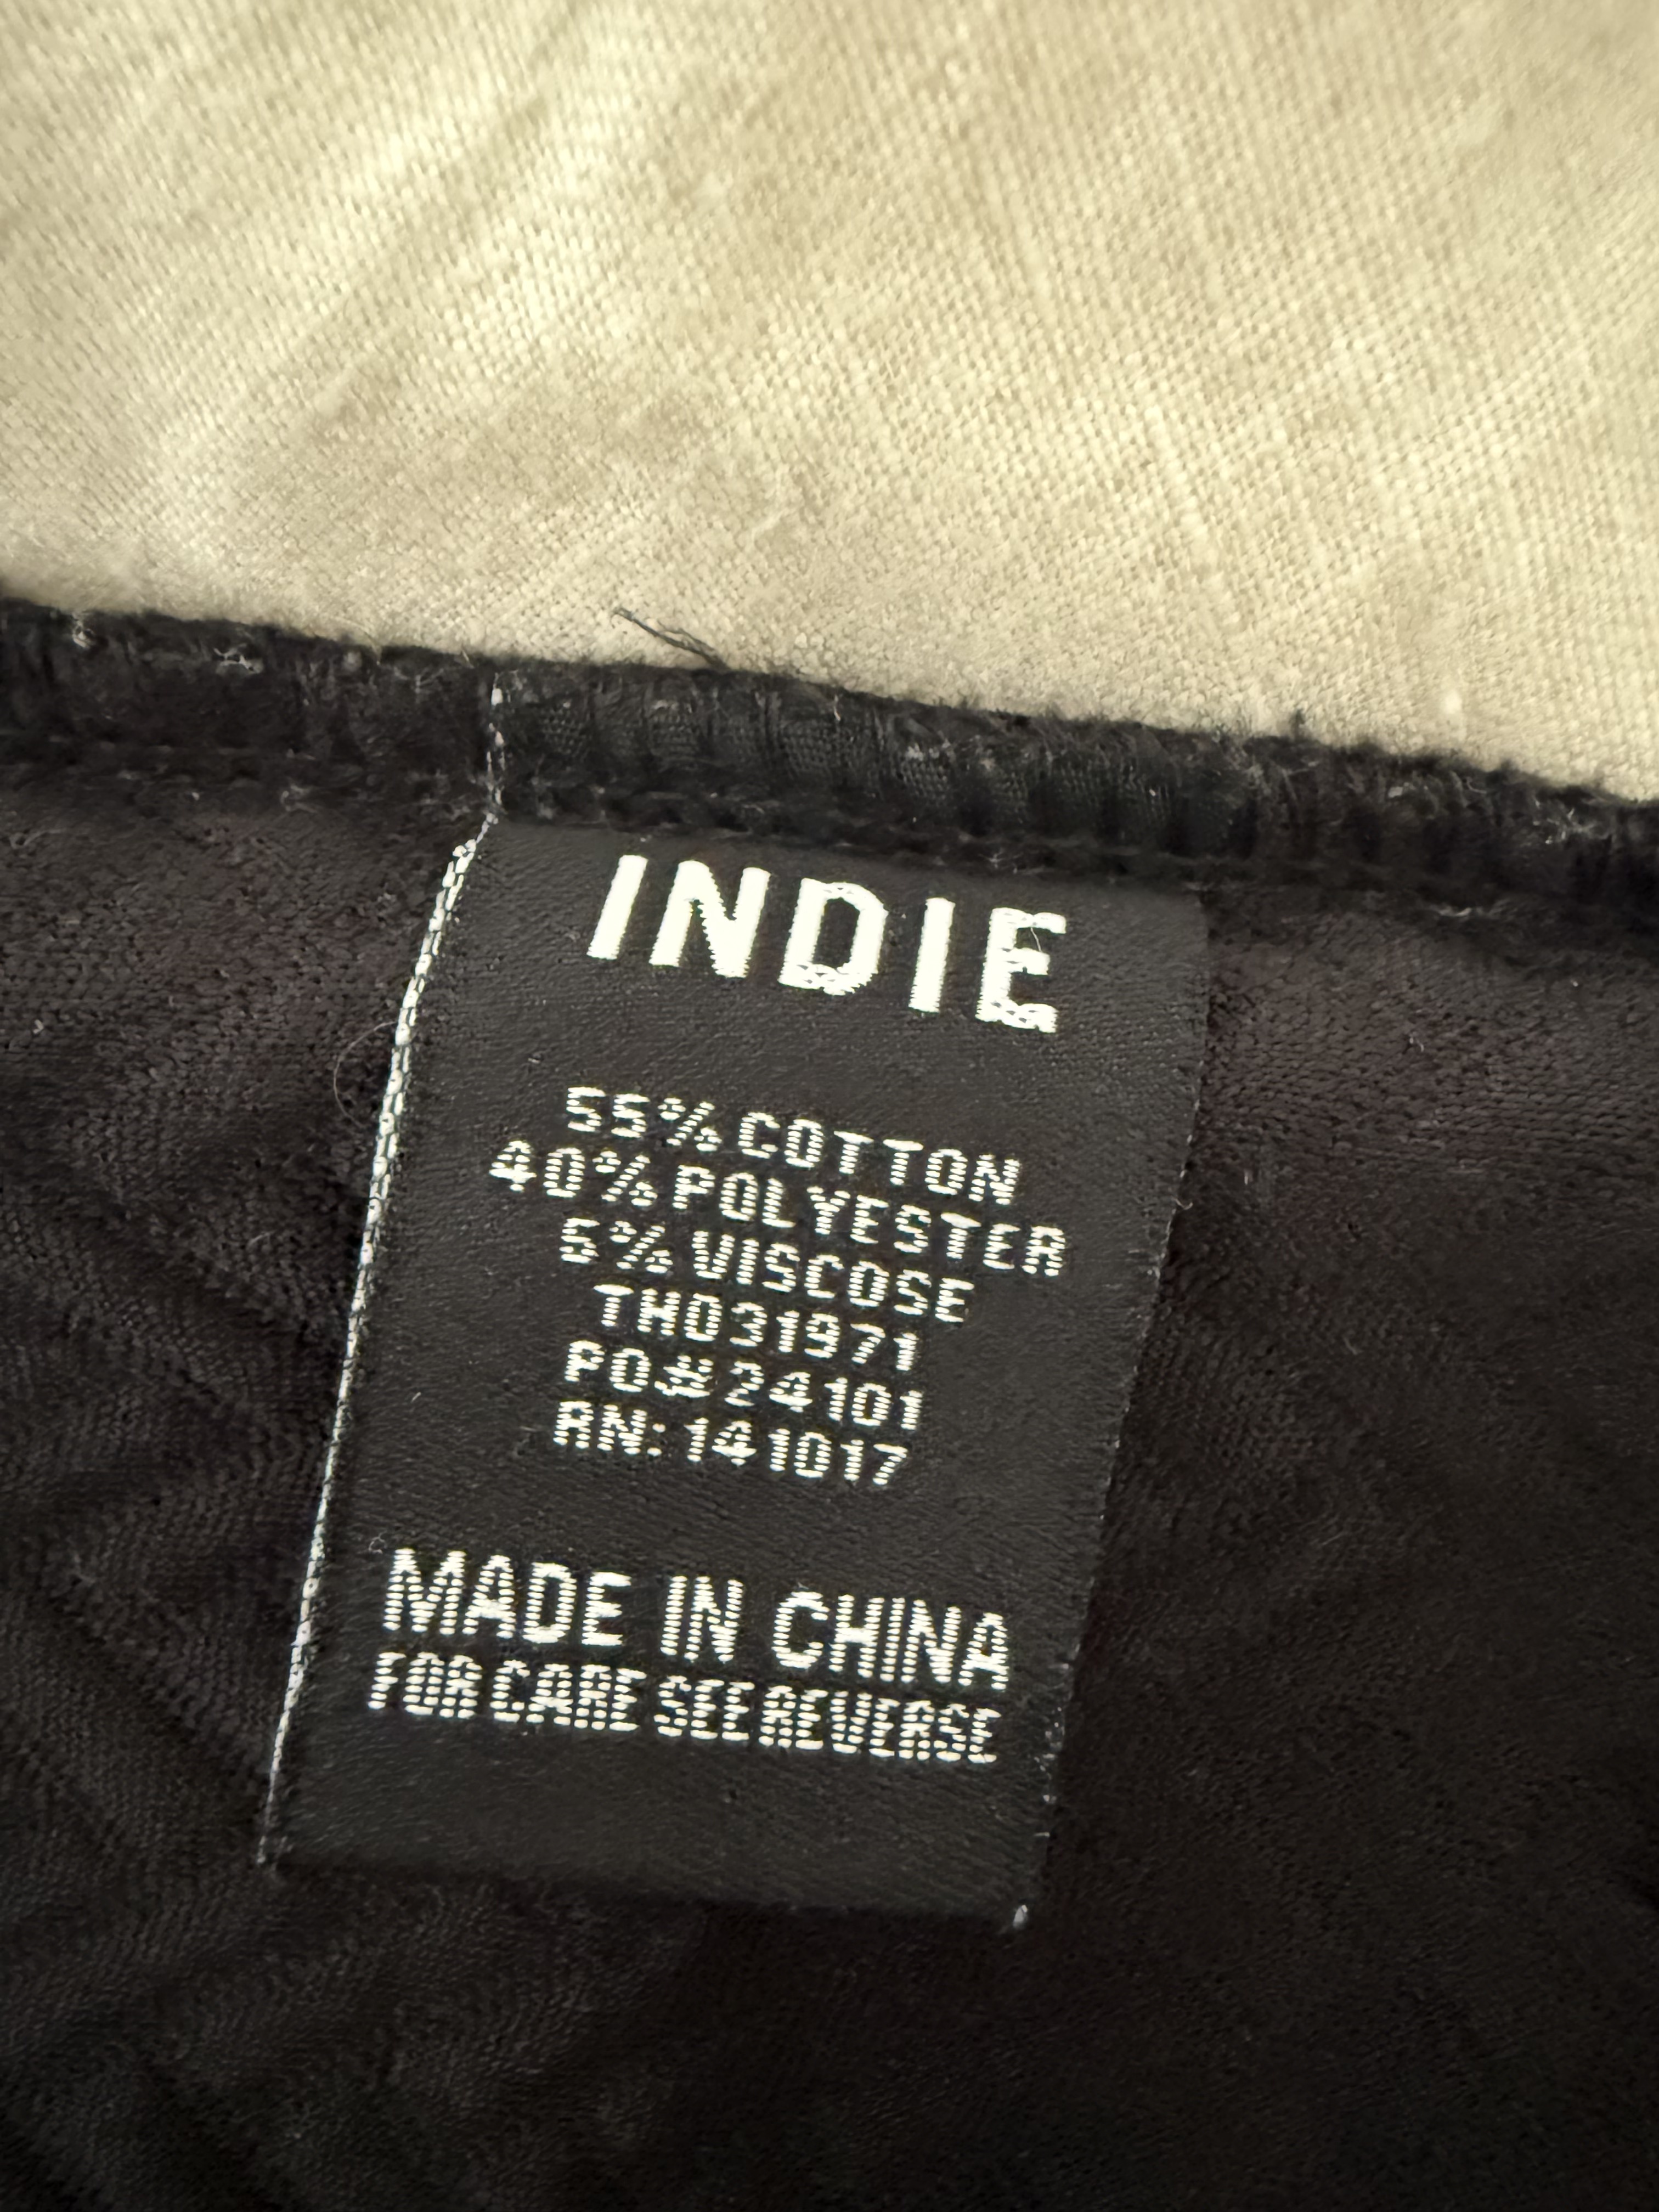 INDIE
55% COTTON
40% POLYESTER
5% VISCOSE
TH031971
PO#24101
RN: 141017
MADE IN CHINA
FOR CARE SEE REVERSE